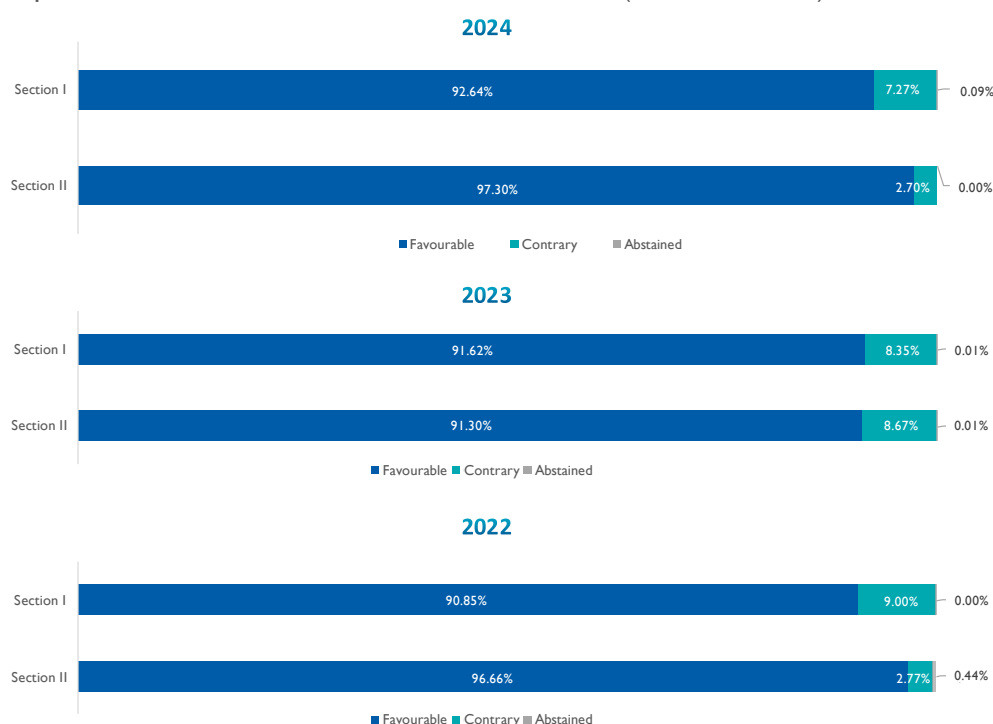 2024
Section I 92.64% 7.27% 0.09%
Section II 97.30% 2.70% 0.00%
Favourable Contrary Abstained
2023
Section I 91.62% 8.35% 0.01%
Section II 91.30% 8.67% 0.01%
Favourable Contrary Abstained
2022
Section I 90.85% 9.00% 0.00%
Section II 96.66% 2.77% 0.44%
Favourable Contrary Abstained